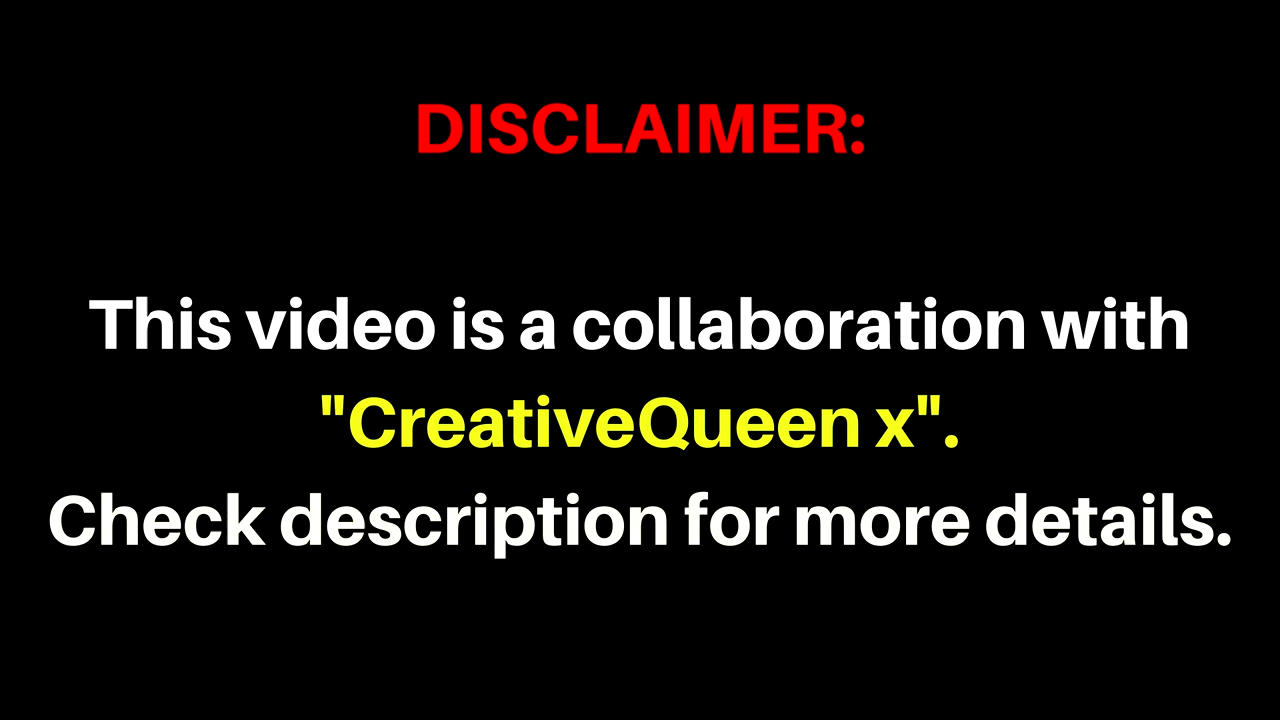 DISCLAIMER:
This video is a collaboration with
"CreativeQueen x".
Check description for more details.